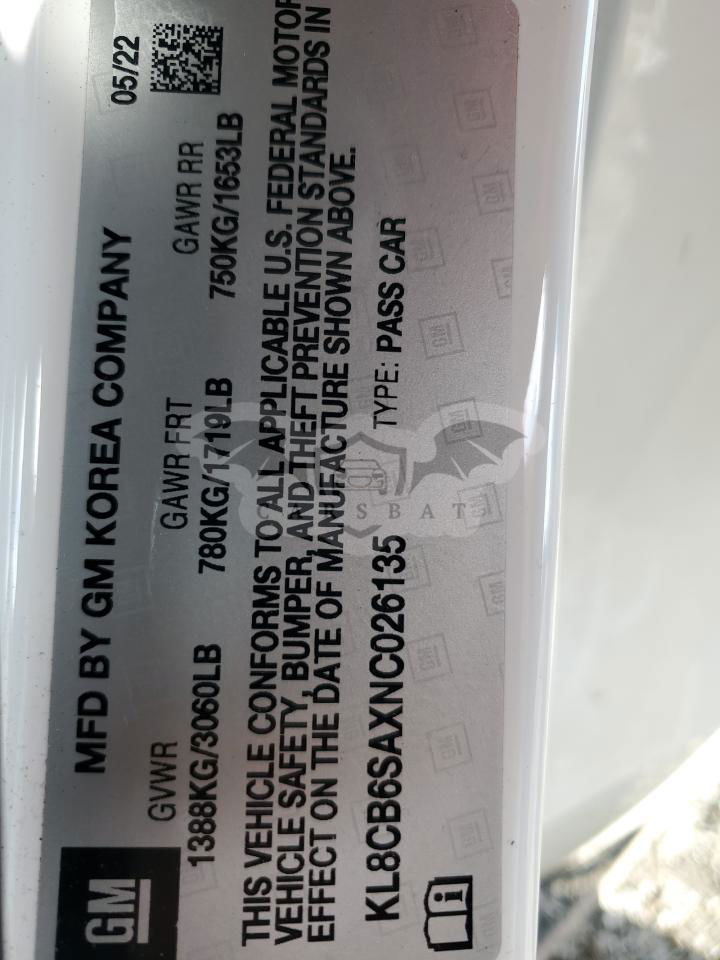 MFD BY GM KOREA COMPANY 05/22
GM
GVWR GAWR FRT GAWR RR
1388KG/3060LB 780KG/1719LB 750KG/1653LB
THIS VEHICLE CONFORMS TO ALL APPLICABLE U.S. FEDERAL MOTOR
VEHICLE SAFETY, BUMPER, AND THEFT PREVENTION STANDARDS IN
EFFECT ON THE DATE OF MANUFACTURE SHOWN ABOVE.
KL8CB6SAXNC026135 TYPE: PASS CAR
CARSBAT